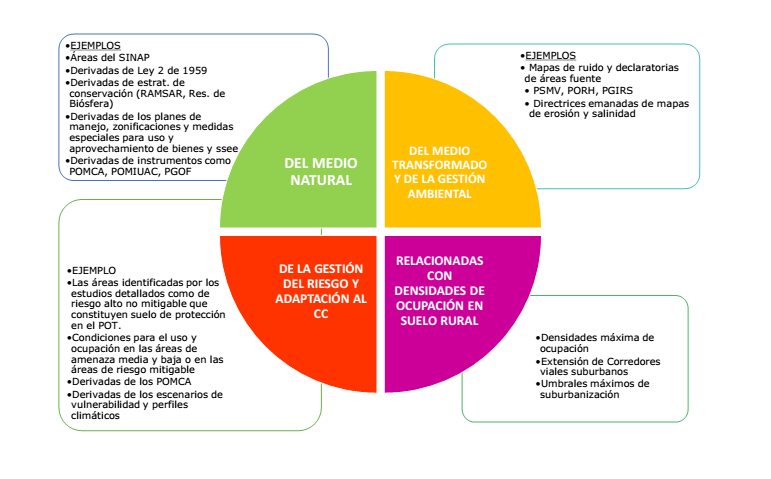 •EJEMPLOS
•Áreas del SINAP
•Derivadas de Ley 2 de 1959
•Derivadas de estrat. de
conservación (RAMSAR, Res. de
Biósfera)
•Derivadas de los planes de
manejo, zonificaciones y medidas
especiales para uso y
aprovechamiento de bienes y ssee
•Derivadas de instrumentos como
POMCA, POMIUAC, PGOF
•EJEMPLOS
• Mapas de ruido y declaratorias
de áreas fuente
• PSMV, PORH, PGIRS
• Directrices emanadas de mapas
de erosión y salinidad
DEL MEDIO
NATURAL
DEL MEDIO
TRANSFORMADO
Y DE LA GESTIÓN
AMBIENTAL
DE LA GESTIÓN
DEL RIESGO Y
ADAPTACIÓN AL
CC
RELACIONADAS
CON
DENSIDADES DE
OCUPACIÓN EN
SUELO RURAL
•EJEMPLO
•Las áreas identificadas por los
estudios detallados como de
riesgo alto no mitigable que
constituyen suelo de protección
en el POT.
•Condiciones para el uso y
ocupación en las áreas de
amenaza media y baja o en las
áreas de riesgo mitigable
•Derivadas de los POMCA
•Derivadas de los escenarios de
vulnerabilidad y perfiles
climáticos
•Densidades máxima de
ocupación
•Extensión de Corredores
viales suburbanos
•Umbrales máximos de
suburbanización